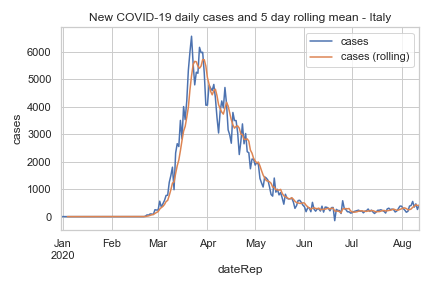 New COVID-19 daily cases and 5 day rolling mean - Italy
cases
cases (rolling)
6000
5000
4000
3000
2000
1000
0
cases
Jan Feb Mar Apr May Jun Jul Aug
2020
dateRep